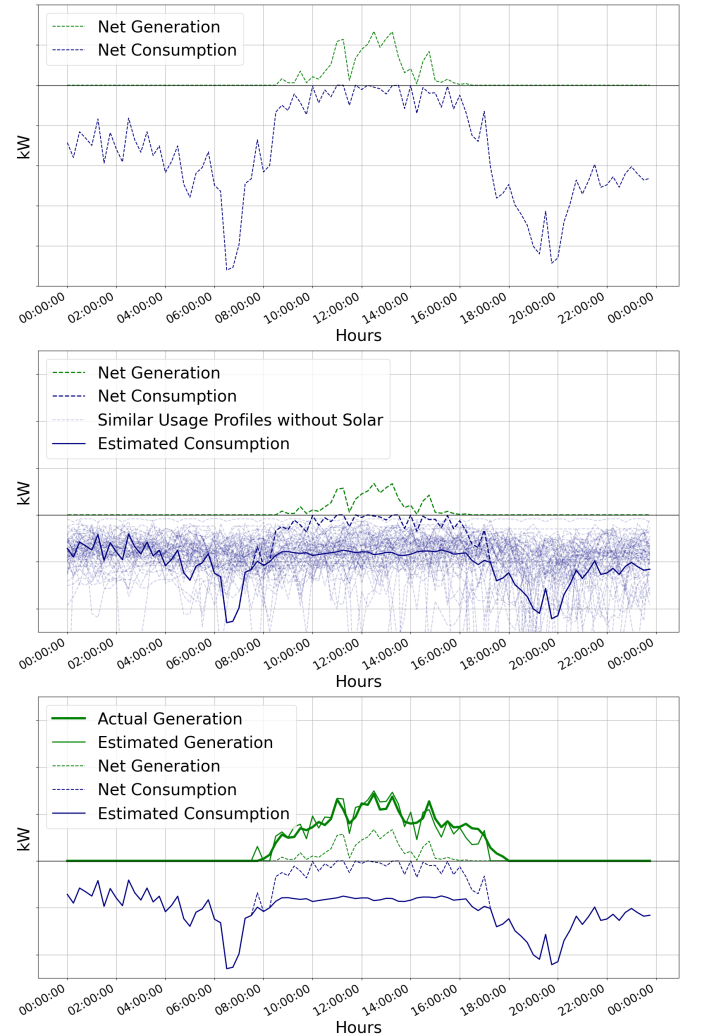 Net Generation
Net Consumption
kW
00:00:00 02:00:00 04:00:00 06:00:00 08:00:00 10:00:00 12:00:00 14:00:00 16:00:00 18:00:00 20:00:00 22:00:00 00:00:00
Hours
Net Generation
Net Consumption
Similar Usage Profiles without Solar
Estimated Consumption
kW
00:00:00 02:00:00 04:00:00 06:00:00 08:00:00 10:00:00 12:00:00 14:00:00 16:00:00 18:00:00 20:00:00 22:00:00 00:00:00
Hours
Actual Generation
Estimated Generation
Net Generation
Net Consumption
Estimated Consumption
kW
00:00:00 02:00:00 04:00:00 06:00:00 08:00:00 10:00:00 12:00:00 14:00:00 16:00:00 18:00:00 20:00:00 22:00:00 00:00:00
Hours